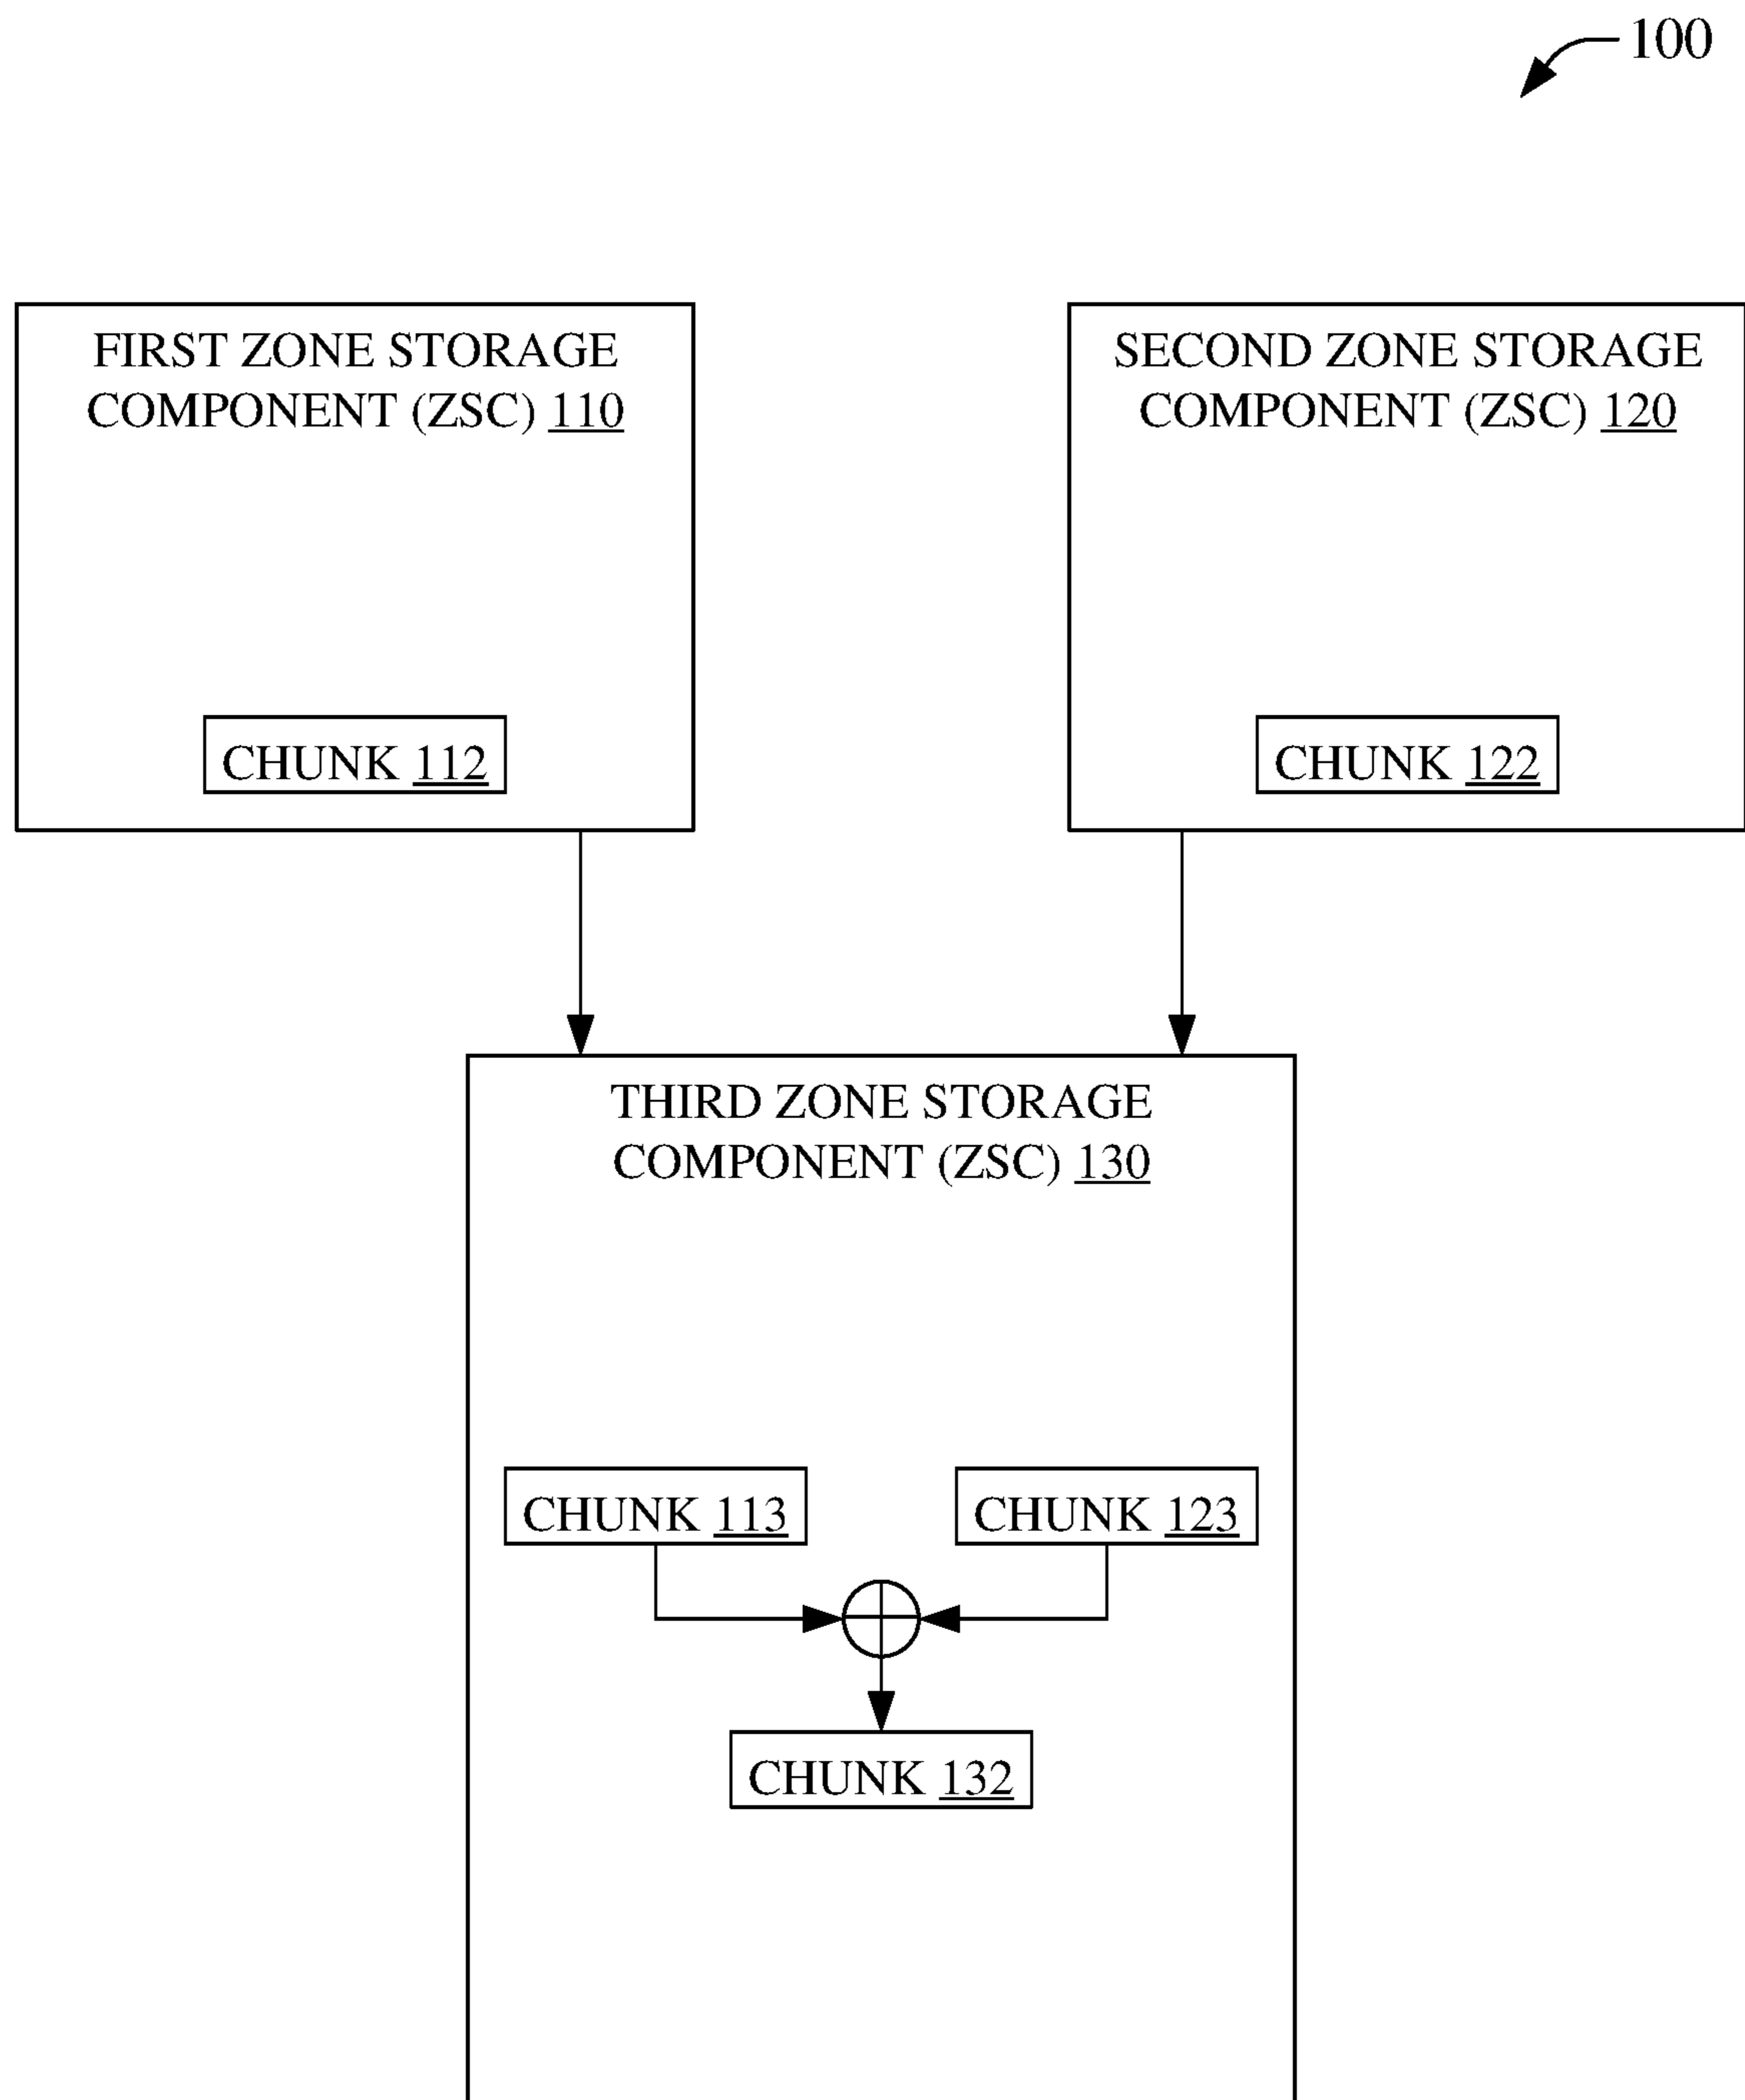 100
FIRST ZONE STORAGE
COMPONENT (ZSC) 110
SECOND ZONE STORAGE
COMPONENT (ZSC) 120
CHUNK 112
CHUNK 122
THIRD ZONE STORAGE
COMPONENT (ZSC) 130
CHUNK 113
CHUNK 123
CHUNK 132